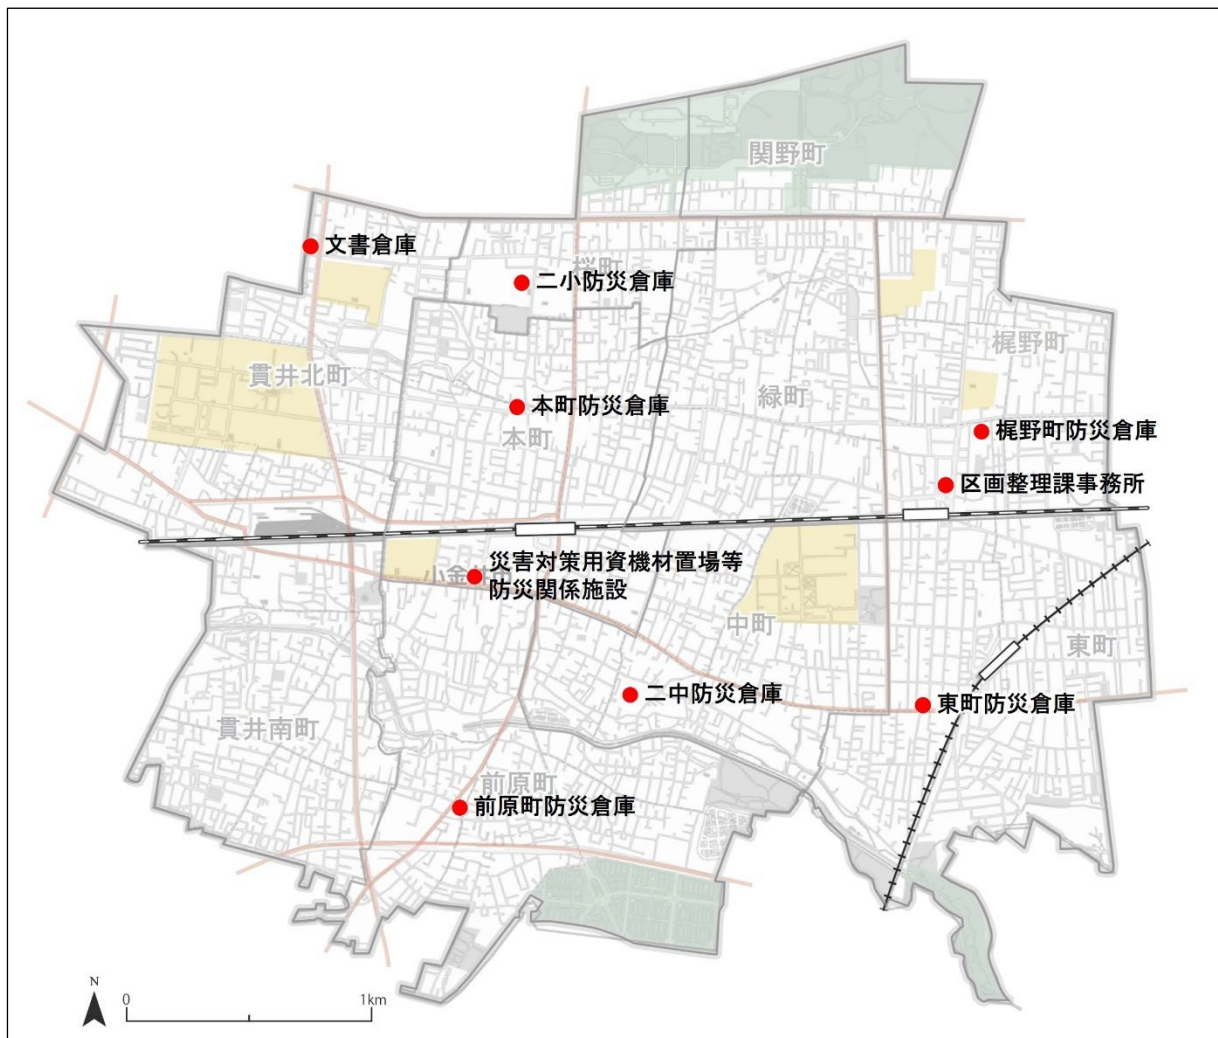 関野町
文書倉庫
桜町
二小防災倉庫
梶野町
貫井北町
緑町
本町防災倉庫
本町
梶野町防災倉庫
区画整理課事務所
災害対策用資機材置場等
防災関係施設
小金井市
中町
東町
二中防災倉庫
東町防災倉庫
貫井南町
前原町
前原町防災倉庫
N
0
1km